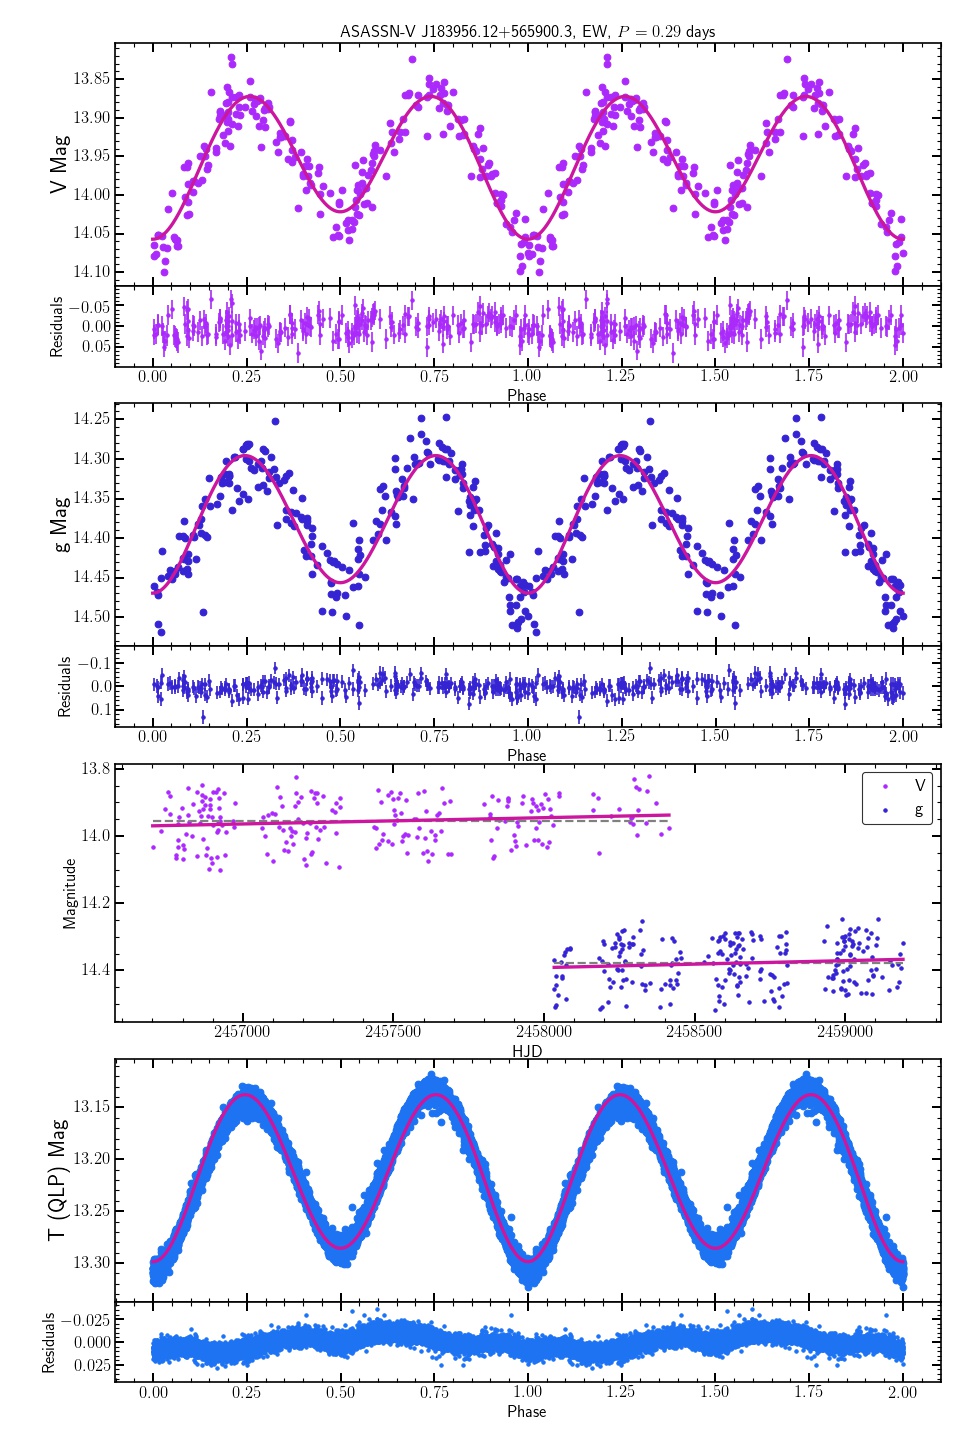 ASASSN-V J183956.12+565900.3, EW, P = 0.29 days
V Mag
13.85
13.90
13.95
14.00
14.05
14.10
Residuals
−0.05
0.00
0.05
0.00 0.25 0.50 0.75 1.00 1.25 1.50 1.75 2.00
Phase
g Mag
14.25
14.30
14.35
14.40
14.45
14.50
Residuals
−0.1
0.0
0.1
0.00 0.25 0.50 0.75 1.00 1.25 1.50 1.75 2.00
Phase
Magnitude
13.8
14.0
14.2
14.4
V
g
2457000 2457500 2458000 2458500 2459000
HJD
T (QLP) Mag
13.15
13.20
13.25
13.30
Residuals
−0.025
0.000
0.025
0.00 0.25 0.50 0.75 1.00 1.25 1.50 1.75 2.00
Phase